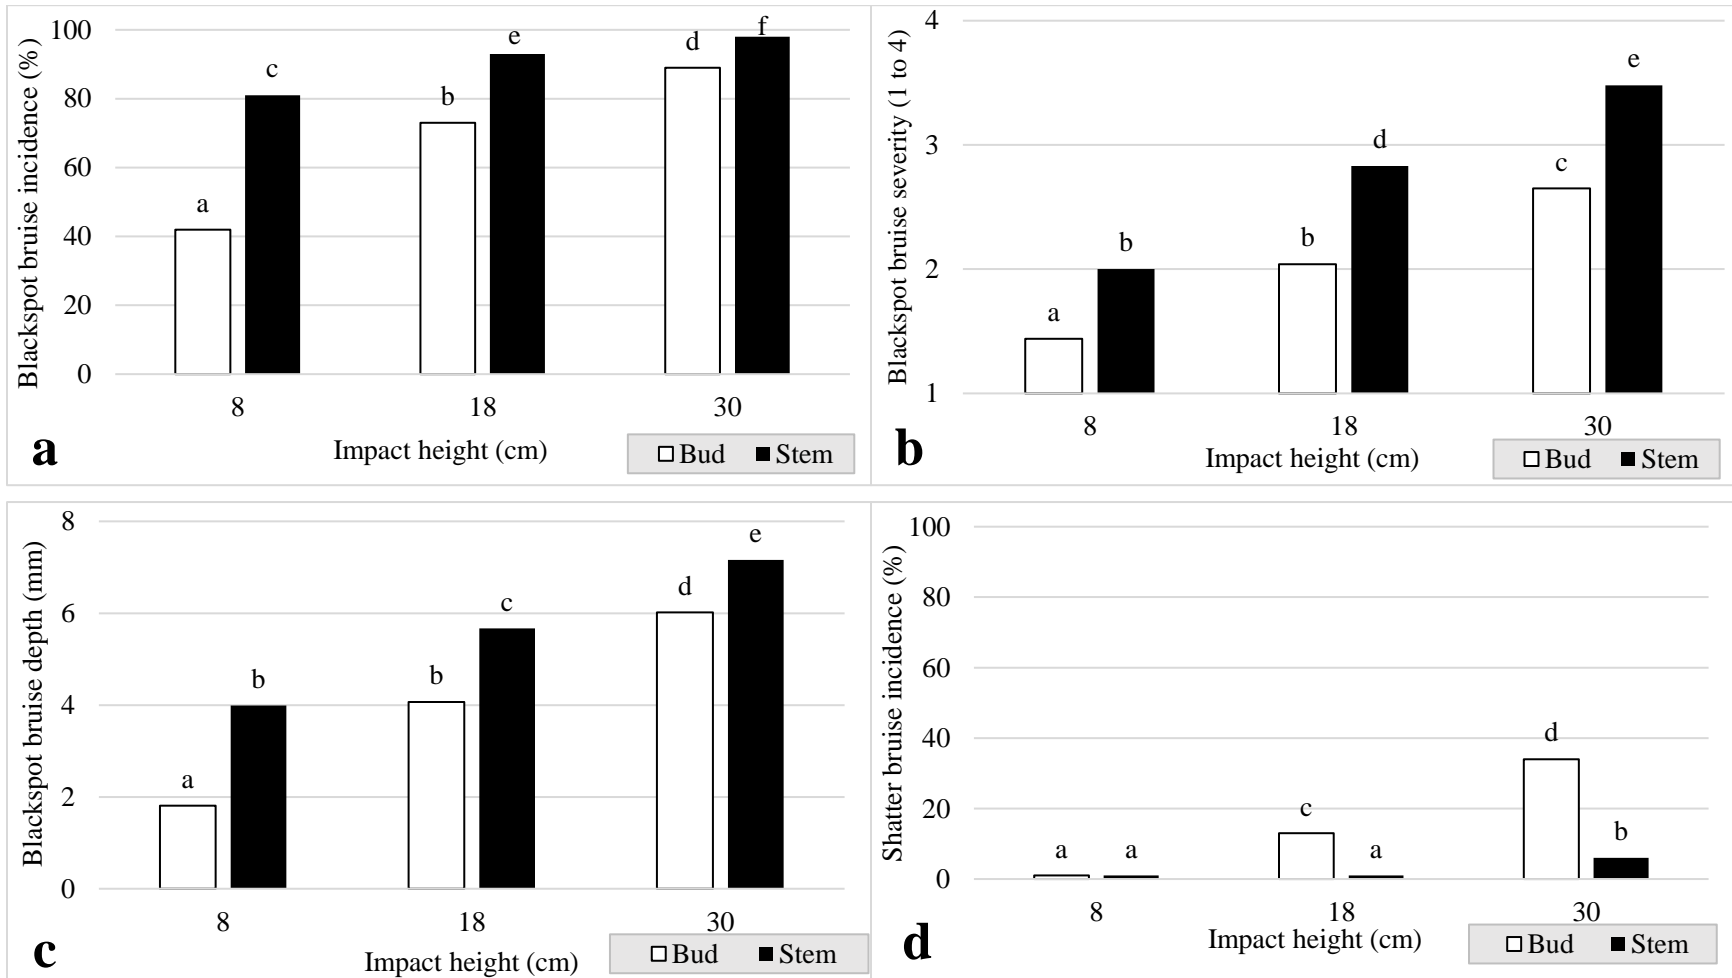 Blackspot bruise incidence (%)
100
80
60
40
20
0
a
c
b
e
d
f
8
18
30
Impact height (cm)
Bud
Stem
a
Blackspot bruise severity (1 to 4)
4
3
2
1
a
b
b
d
c
e
8
18
30
Impact height (cm)
Bud
Stem
b
Blackspot bruise depth (mm)
8
6
4
2
0
a
b
b
c
d
e
8
18
30
Impact height (cm)
Bud
Stem
c
Shatter bruise incidence (%)
100
80
60
40
20
0
a
a
c
a
d
b
8
18
30
Impact height (cm)
Bud
Stem
d